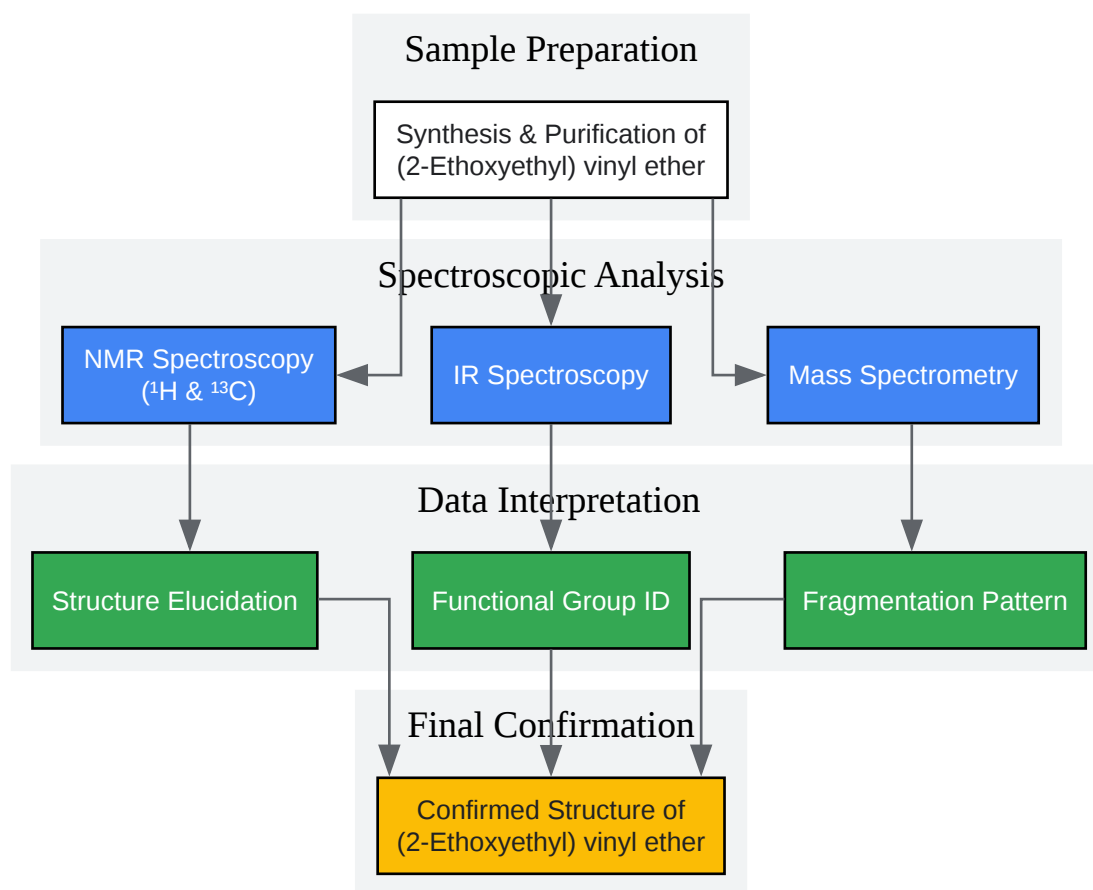 Sample Preparation
Synthesis & Purification of
(2-Ethoxyethyl) vinyl ether
Spectroscopic Analysis
NMR Spectroscopy
(¹H & ¹³C)
IR Spectroscopy
Mass Spectrometry
Data Interpretation
Structure Elucidation
Functional Group ID
Fragmentation Pattern
Final Confirmation
Confirmed Structure of
(2-Ethoxyethyl) vinyl ether